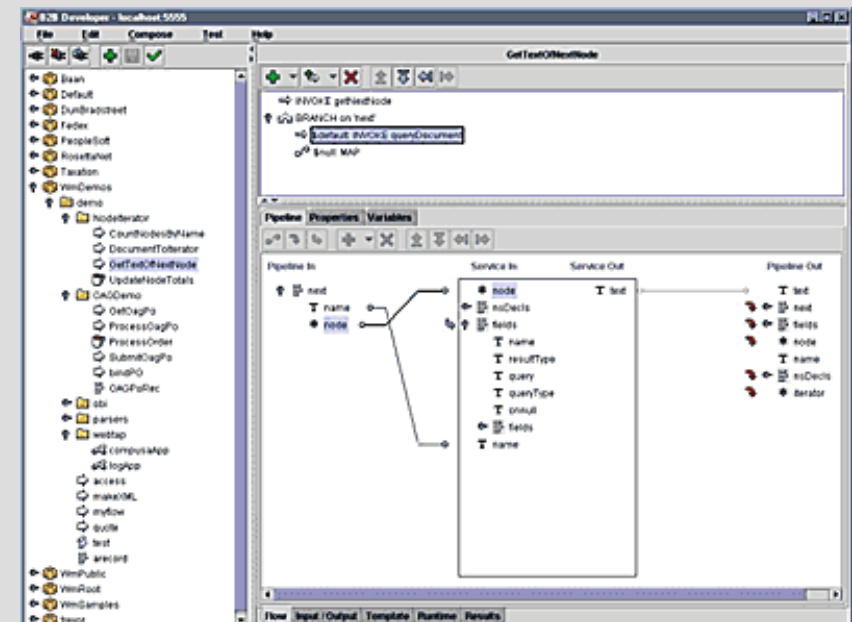 B2B Developer - localhost:5555
File Edit Compose Test Help
Baan
Default
DunBradstreet
Fedex
PeopleSoft
RosettaNet
Taxation
WmDemos
demo
NodeIterator
CountNodesByName
DocumentToIterator
GetTextOfNextNode
UpdateNodeTotals
OAGDemo
GetOagPo
ProcessOagPo
ProcessOrder
SubmitOagPo
bindPO
OAGPoRec
obi
parsers
webtap
compusaApp
logApp
access
makeXML
myflow
quote
test
arecord
WmPublic
WmRoot
WmSamples
GetTextOfNextNode
INVOKE getNextNode
BRANCH on 'next'
$default: INVOKE queryDocument
$null: MAP
Pipeline Properties Variables
Pipeline In Service In Service Out Pipeline Out
next node text text
name nsDecls next
node fields fields
name node
resultType name
query nsDecls
queryType iterator
onnull
fields
name
Flow Input / Output Template Runtime Results